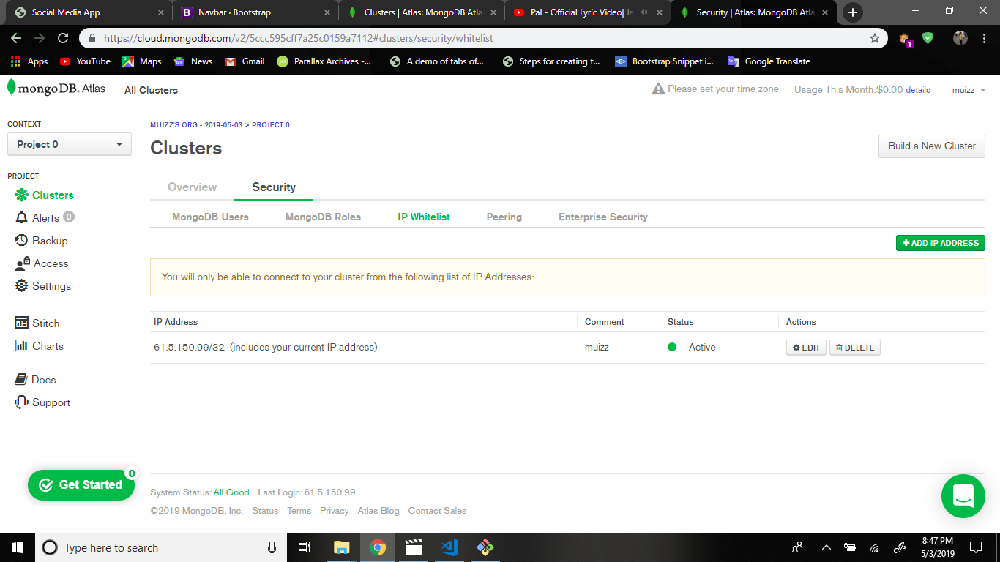 Social Media App
Navbar · Bootstrap
Clusters | Atlas: MongoDB Atla
Pal - Official Lyric Video| Ja
Security | Atlas: MongoDB Atla
https://cloud.mongodb.com/v2/5ccc595cff7a25c0159a7112#clusters/security/whitelist
1
Apps YouTube Maps News Gmail Parallax Archives -... A demo of tabs of... Steps for creating t... Bootstrap Snippet i... Google Translate
mongoDB. Atlas All Clusters Please set your time zone Usage This Month:$0.00 details muizz
CONTEXT
Project 0
PROJECT
Clusters
Alerts 0
Backup
Access
Settings
Stitch
Charts
Docs
Support
Get Started 0
MUIZZ'S ORG - 2019-05-03 > PROJECT 0
Clusters
Build a New Cluster
Overview Security
MongoDB Users MongoDB Roles IP Whitelist Peering Enterprise Security
ADD IP ADDRESS
You will only be able to connect to your cluster from the following list of IP Addresses:
IP Address Comment Status Actions
61.5.150.99/32 (includes your current IP address) muizz Active EDIT DELETE
System Status: All Good Last Login: 61.5.150.99
©2019 MongoDB, Inc. Status Terms Privacy Atlas Blog Contact Sales
Type here to search
8:47 PM
5/3/2019